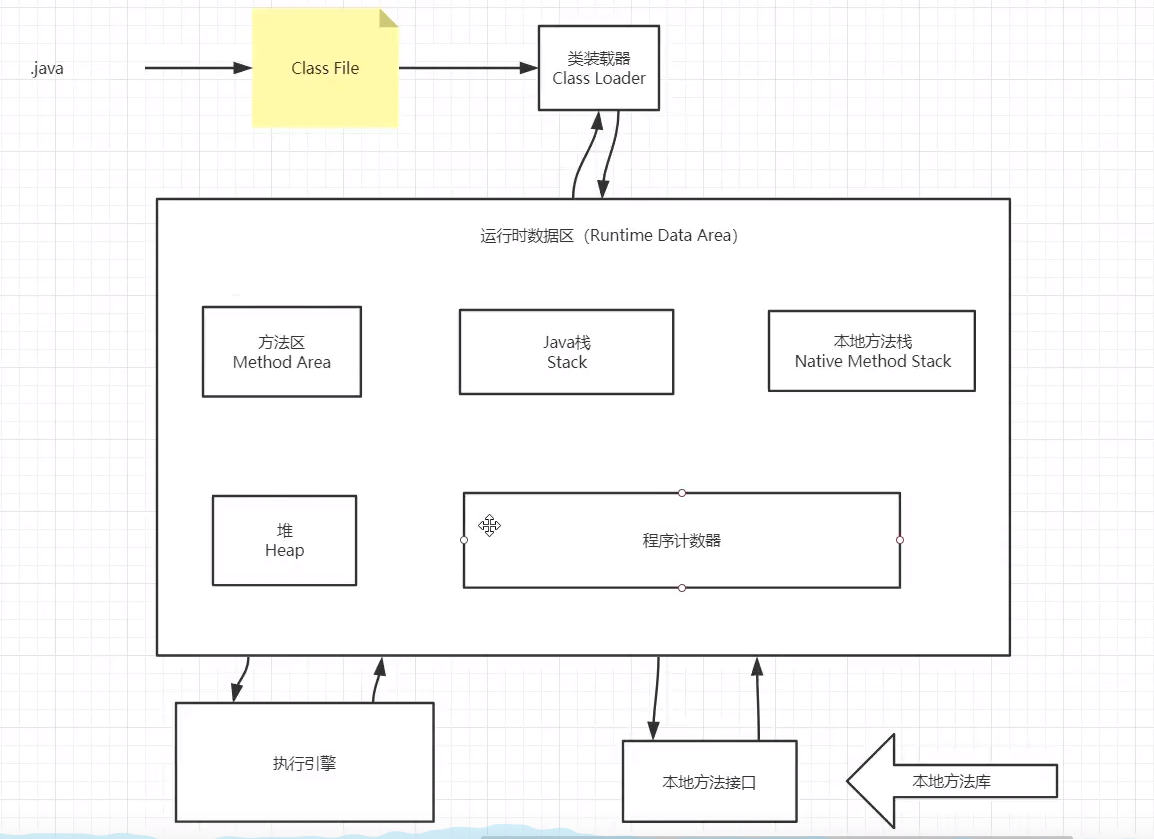 .java
Class File
类装载器
Class Loader
运行时数据区（Runtime Data Area）
方法区
Method Area
Java栈
Stack
本地方法栈
Native Method Stack
堆
Heap
程序计数器
执行引擎
本地方法接口
本地方法库